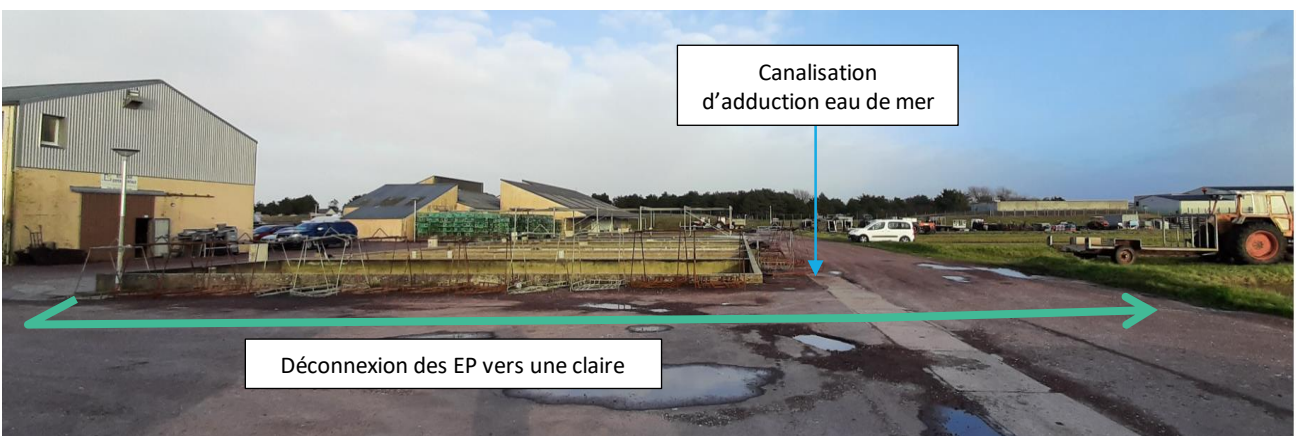 Canalisation
d’adduction eau de mer
Déconnexion des EP vers une claire